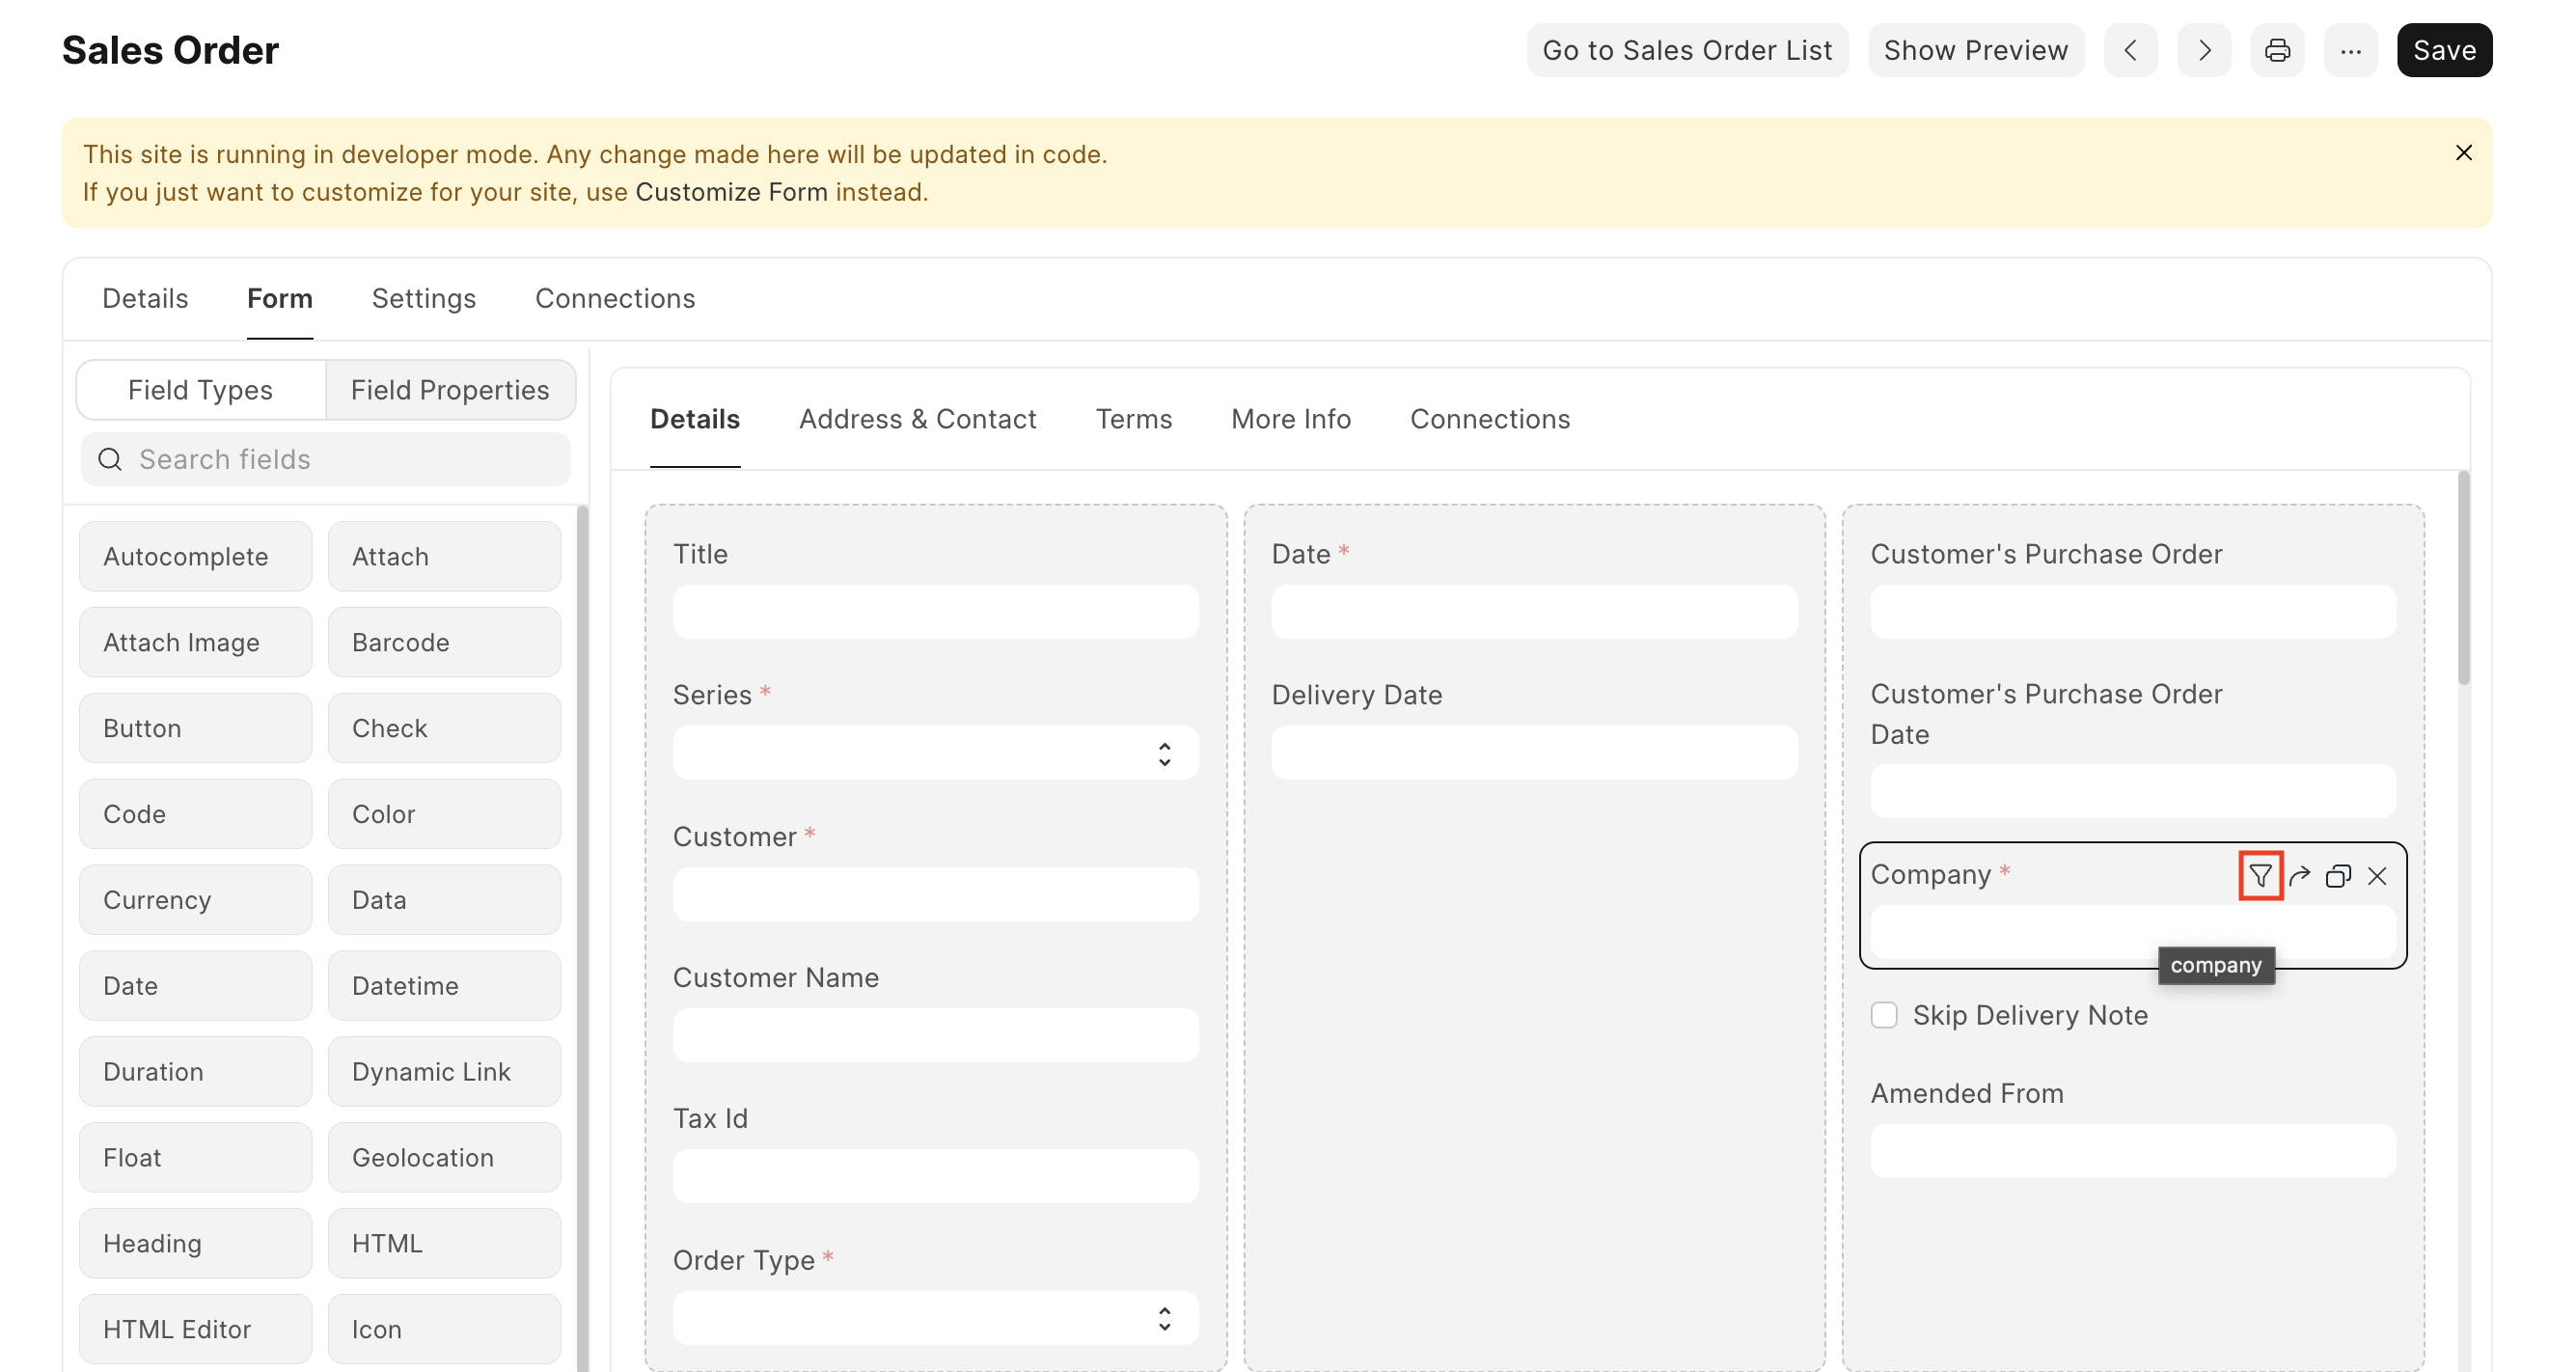 Sales Order
Go to Sales Order List
Show Preview
...
Save
This site is running in developer mode. Any change made here will be updated in code.
If you just want to customize for your site, use Customize Form instead.
Details
Form
Settings
Connections
Field Types
Field Properties
Search fields
Autocomplete
Attach
Attach Image
Barcode
Button
Check
Code
Color
Currency
Data
Date
Datetime
Duration
Dynamic Link
Float
Geolocation
Heading
HTML
HTML Editor
Icon
Details
Address & Contact
Terms
More Info
Connections
Title
Series *
Customer *
Customer Name
Tax Id
Order Type *
Date *
Delivery Date
Customer's Purchase Order
Customer's Purchase Order
Date
Company *
company
Skip Delivery Note
Amended From